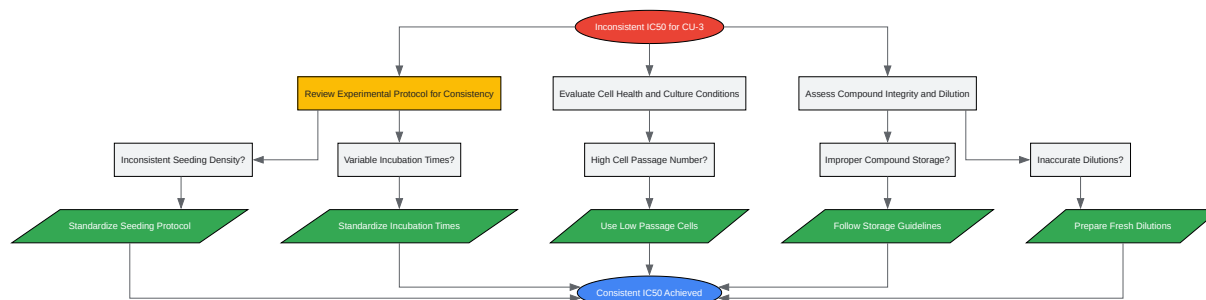 Inconsistent IC50 for CU-3
Review Experimental Protocol for Consistency
Evaluate Cell Health and Culture Conditions
Assess Compound Integrity and Dilution
Inconsistent Seeding Density?
Variable Incubation Times?
High Cell Passage Number?
Improper Compound Storage?
Inaccurate Dilutions?
Standardize Seeding Protocol
Standardize Incubation Times
Use Low Passage Cells
Follow Storage Guidelines
Prepare Fresh Dilutions
Consistent IC50 Achieved